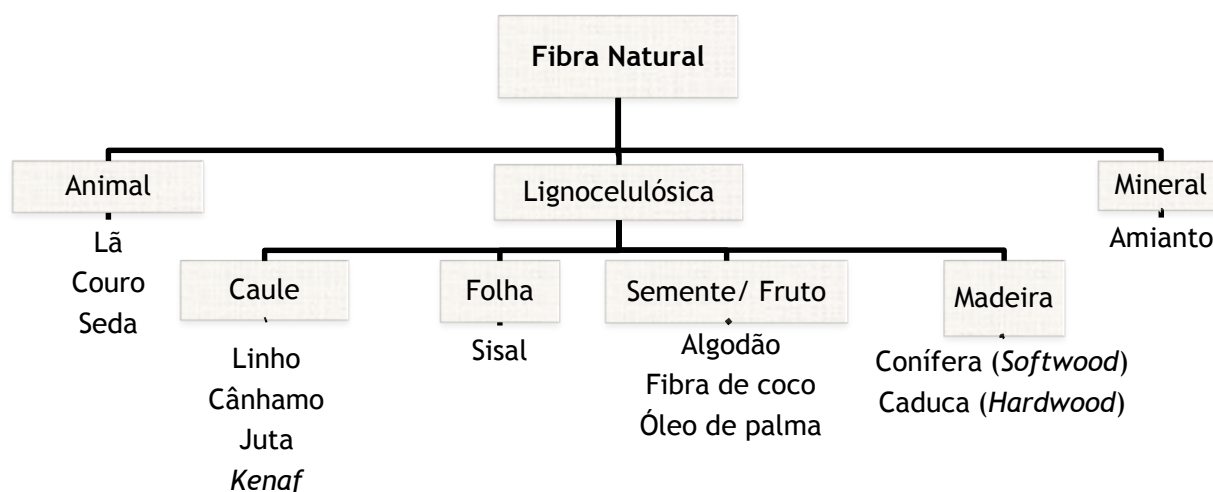 Fibra Natural
Animal
Lã
Couro
Seda
Lignocelulósica
Caule
Linho
Cânhamo
Juta
Kenaf
Folha
Sisal
Semente/ Fruto
Algodão
Fibra de coco
Óleo de palma
Madeira
Conífera (Softwood)
Caduca (Hardwood)
Mineral
Amianto